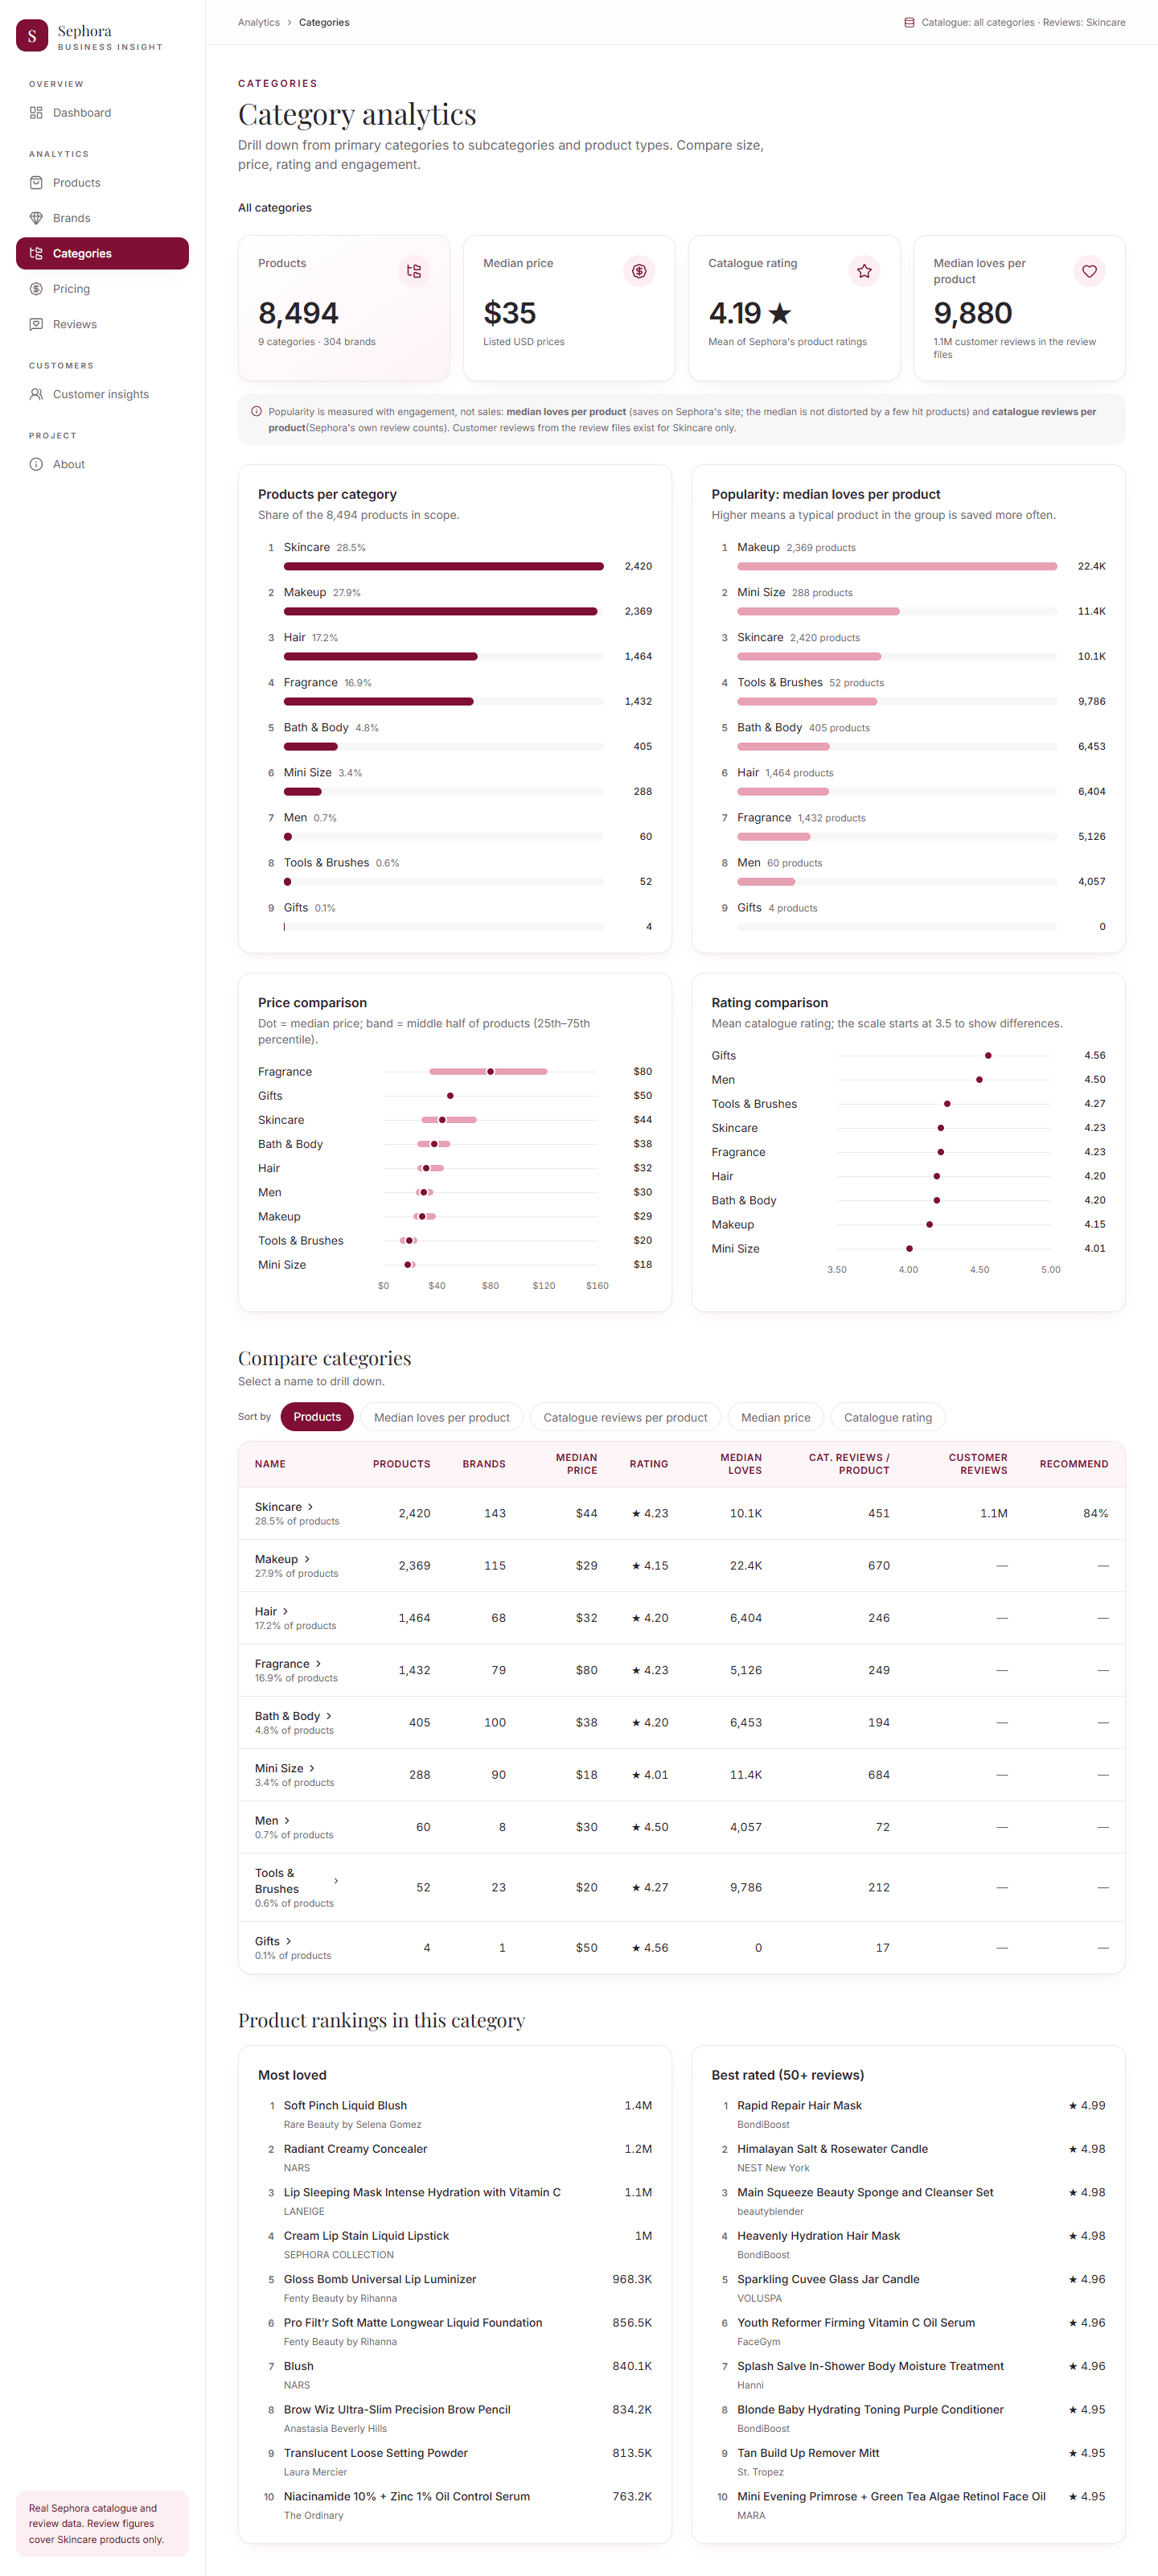 S
Sephora
BUSINESS INSIGHT
OVERVIEW
Dashboard
ANALYTICS
Products
Brands
Categories
Pricing
Reviews
CUSTOMERS
Customer insights
PROJECT
About
Real Sephora catalogue and
review data. Review figures
cover Skincare products only.
Analytics › Categories
Catalogue: all categories · Reviews: Skincare
CATEGORIES
Category analytics
Drill down from primary categories to subcategories and product types. Compare size,
price, rating and engagement.
All categories
Products
8,494
9 categories · 304 brands
Median price
$35
Listed USD prices
Catalogue rating
4.19 ★
Mean of Sephora's product ratings
Median loves per
product
9,880
1.1M customer reviews in the review
files
Popularity is measured with engagement, not sales: median loves per product (saves on Sephora's site; the median is not distorted by a few hit products) and catalogue reviews per
product(Sephora's own review counts). Customer reviews from the review files exist for Skincare only.
Products per category
Share of the 8,494 products in scope.
1 Skincare 28.5%
2,420
2 Makeup 27.9%
2,369
3 Hair 17.2%
1,464
4 Fragrance 16.9%
1,432
5 Bath & Body 4.8%
405
6 Mini Size 3.4%
288
7 Men 0.7%
60
8 Tools & Brushes 0.6%
52
9 Gifts 0.1%
4
Popularity: median loves per product
Higher means a typical product in the group is saved more often.
1 Makeup 2,369 products
22.4K
2 Mini Size 288 products
11.4K
3 Skincare 2,420 products
10.1K
4 Tools & Brushes 52 products
9,786
5 Bath & Body 405 products
6,453
6 Hair 1,464 products
6,404
7 Fragrance 1,432 products
5,126
8 Men 60 products
4,057
9 Gifts 4 products
0
Price comparison
Dot = median price; band = middle half of products (25th–75th
percentile).
Fragrance $80
Gifts $50
Skincare $44
Bath & Body $38
Hair $32
Men $30
Makeup $29
Tools & Brushes $20
Mini Size $18
$0 $40 $80 $120 $160
Rating comparison
Mean catalogue rating; the scale starts at 3.5 to show differences.
Gifts 4.56
Men 4.50
Tools & Brushes 4.27
Skincare 4.23
Fragrance 4.23
Hair 4.20
Bath & Body 4.20
Makeup 4.15
Mini Size 4.01
3.50 4.00 4.50 5.00
Compare categories
Select a name to drill down.
Sort by Products Median loves per product Catalogue reviews per product Median price Catalogue rating
NAME PRODUCTS BRANDS MEDIAN PRICE RATING MEDIAN LOVES CAT. REVIEWS / PRODUCT CUSTOMER REVIEWS RECOMMEND
Skincare › 2,420 143 $44 ★ 4.23 10.1K 451 1.1M 84%
28.5% of products
Makeup › 2,369 115 $29 ★ 4.15 22.4K 670 — —
27.9% of products
Hair › 1,464 68 $32 ★ 4.20 6,404 246 — —
17.2% of products
Fragrance › 1,432 79 $80 ★ 4.23 5,126 249 — —
16.9% of products
Bath & Body › 405 100 $38 ★ 4.20 6,453 194 — —
4.8% of products
Mini Size › 288 90 $18 ★ 4.01 11.4K 684 — —
3.4% of products
Men › 60 8 $30 ★ 4.50 4,057 72 — —
0.7% of products
Tools &
Brushes › 52 23 $20 ★ 4.27 9,786 212 — —
0.6% of products
Gifts › 4 1 $50 ★ 4.56 0 17 — —
0.1% of products
Product rankings in this category
Most loved
1 Soft Pinch Liquid Blush 1.4M
Rare Beauty by Selena Gomez
2 Radiant Creamy Concealer 1.2M
NARS
3 Lip Sleeping Mask Intense Hydration with Vitamin C 1.1M
LANEIGE
4 Cream Lip Stain Liquid Lipstick 1M
SEPHORA COLLECTION
5 Gloss Bomb Universal Lip Luminizer 968.3K
Fenty Beauty by Rihanna
6 Pro Filt’r Soft Matte Longwear Liquid Foundation 856.5K
Fenty Beauty by Rihanna
7 Blush 840.1K
NARS
8 Brow Wiz Ultra-Slim Precision Brow Pencil 834.2K
Anastasia Beverly Hills
9 Translucent Loose Setting Powder 813.5K
Laura Mercier
10 Niacinamide 10% + Zinc 1% Oil Control Serum 763.2K
The Ordinary
Best rated (50+ reviews)
1 Rapid Repair Hair Mask ★ 4.99
BondiBoost
2 Himalayan Salt & Rosewater Candle ★ 4.98
NEST New York
3 Main Squeeze Beauty Sponge and Cleanser Set ★ 4.98
beautyblender
4 Heavenly Hydration Hair Mask ★ 4.98
BondiBoost
5 Sparkling Cuvee Glass Jar Candle ★ 4.96
VOLUSPA
6 Youth Reformer Firming Vitamin C Oil Serum ★ 4.96
FaceGym
7 Splash Salve In-Shower Body Moisture Treatment ★ 4.96
Hanni
8 Blonde Baby Hydrating Toning Purple Conditioner ★ 4.95
BondiBoost
9 Tan Build Up Remover Mitt ★ 4.95
St. Tropez
10 Mini Evening Primrose + Green Tea Algae Retinol Face Oil ★ 4.95
MARA